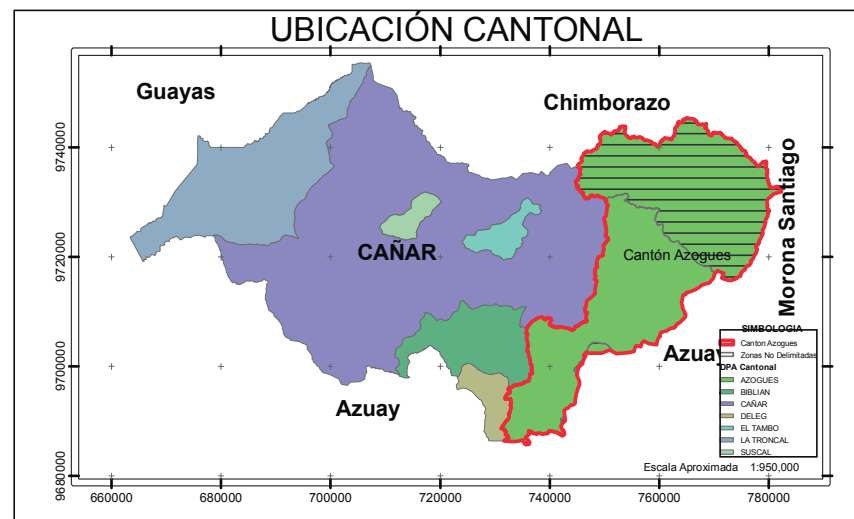 UBICACIÓN CANTONAL
660000 680000 700000 720000 740000 760000 780000
9740000
9720000
9700000
9680000
Guayas
Chimborazo
Morona Santiago
CAÑAR
Cantón Azogues
Azuay
Azuay
SIMBOLOGIA
Canton Azogues
Zonas No Delimitadas
DPA Cantonal
AZOGUES
BIBLIAN
CAÑAR
DELEG
EL TAMBO
LA TRONCAL
SUSCAL
Escala Aproximada 1:950,000